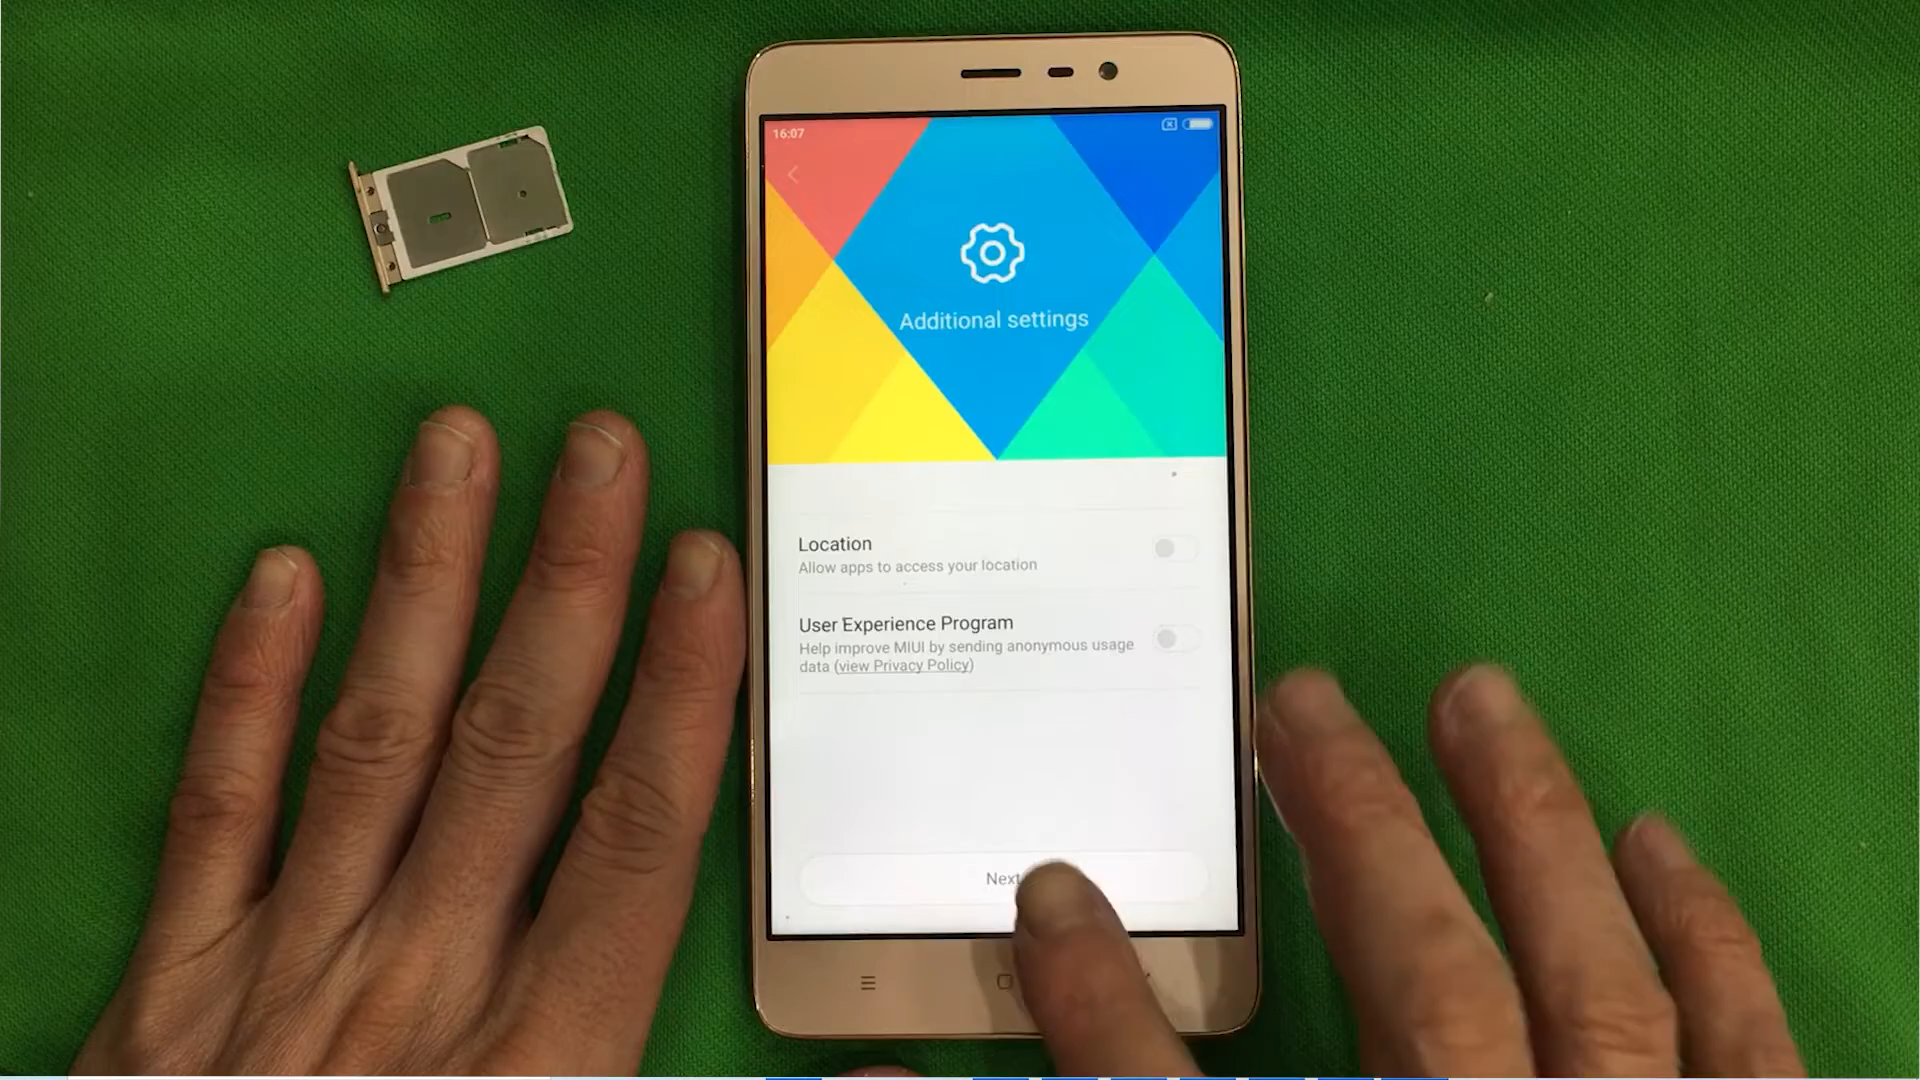 16:07
Additional settings
Location
Allow apps to access your location
User Experience Program
Help improve MIUI by sending anonymous usage
data (view Privacy Policy)
Next